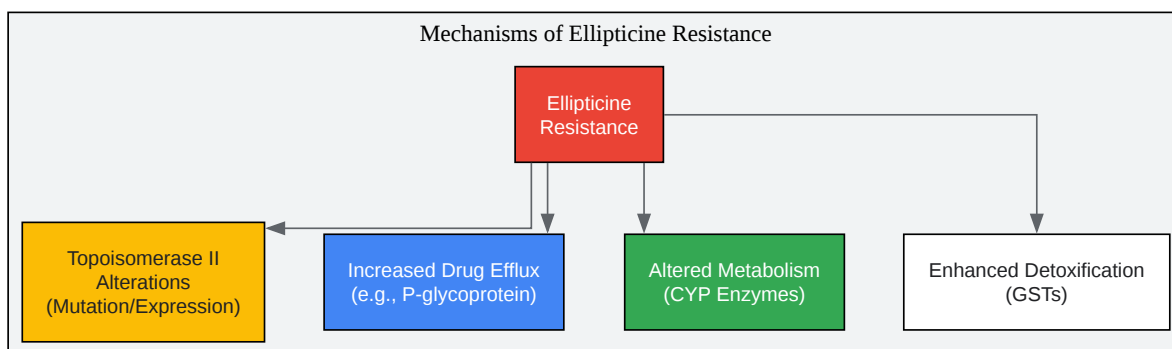 Mechanisms of Ellipticine Resistance
Ellipticine
Resistance
Topoisomerase II
Alterations
(Mutation/Expression)
Increased Drug Efflux
(e.g., P-glycoprotein)
Altered Metabolism
(CYP Enzymes)
Enhanced Detoxification
(GSTs)